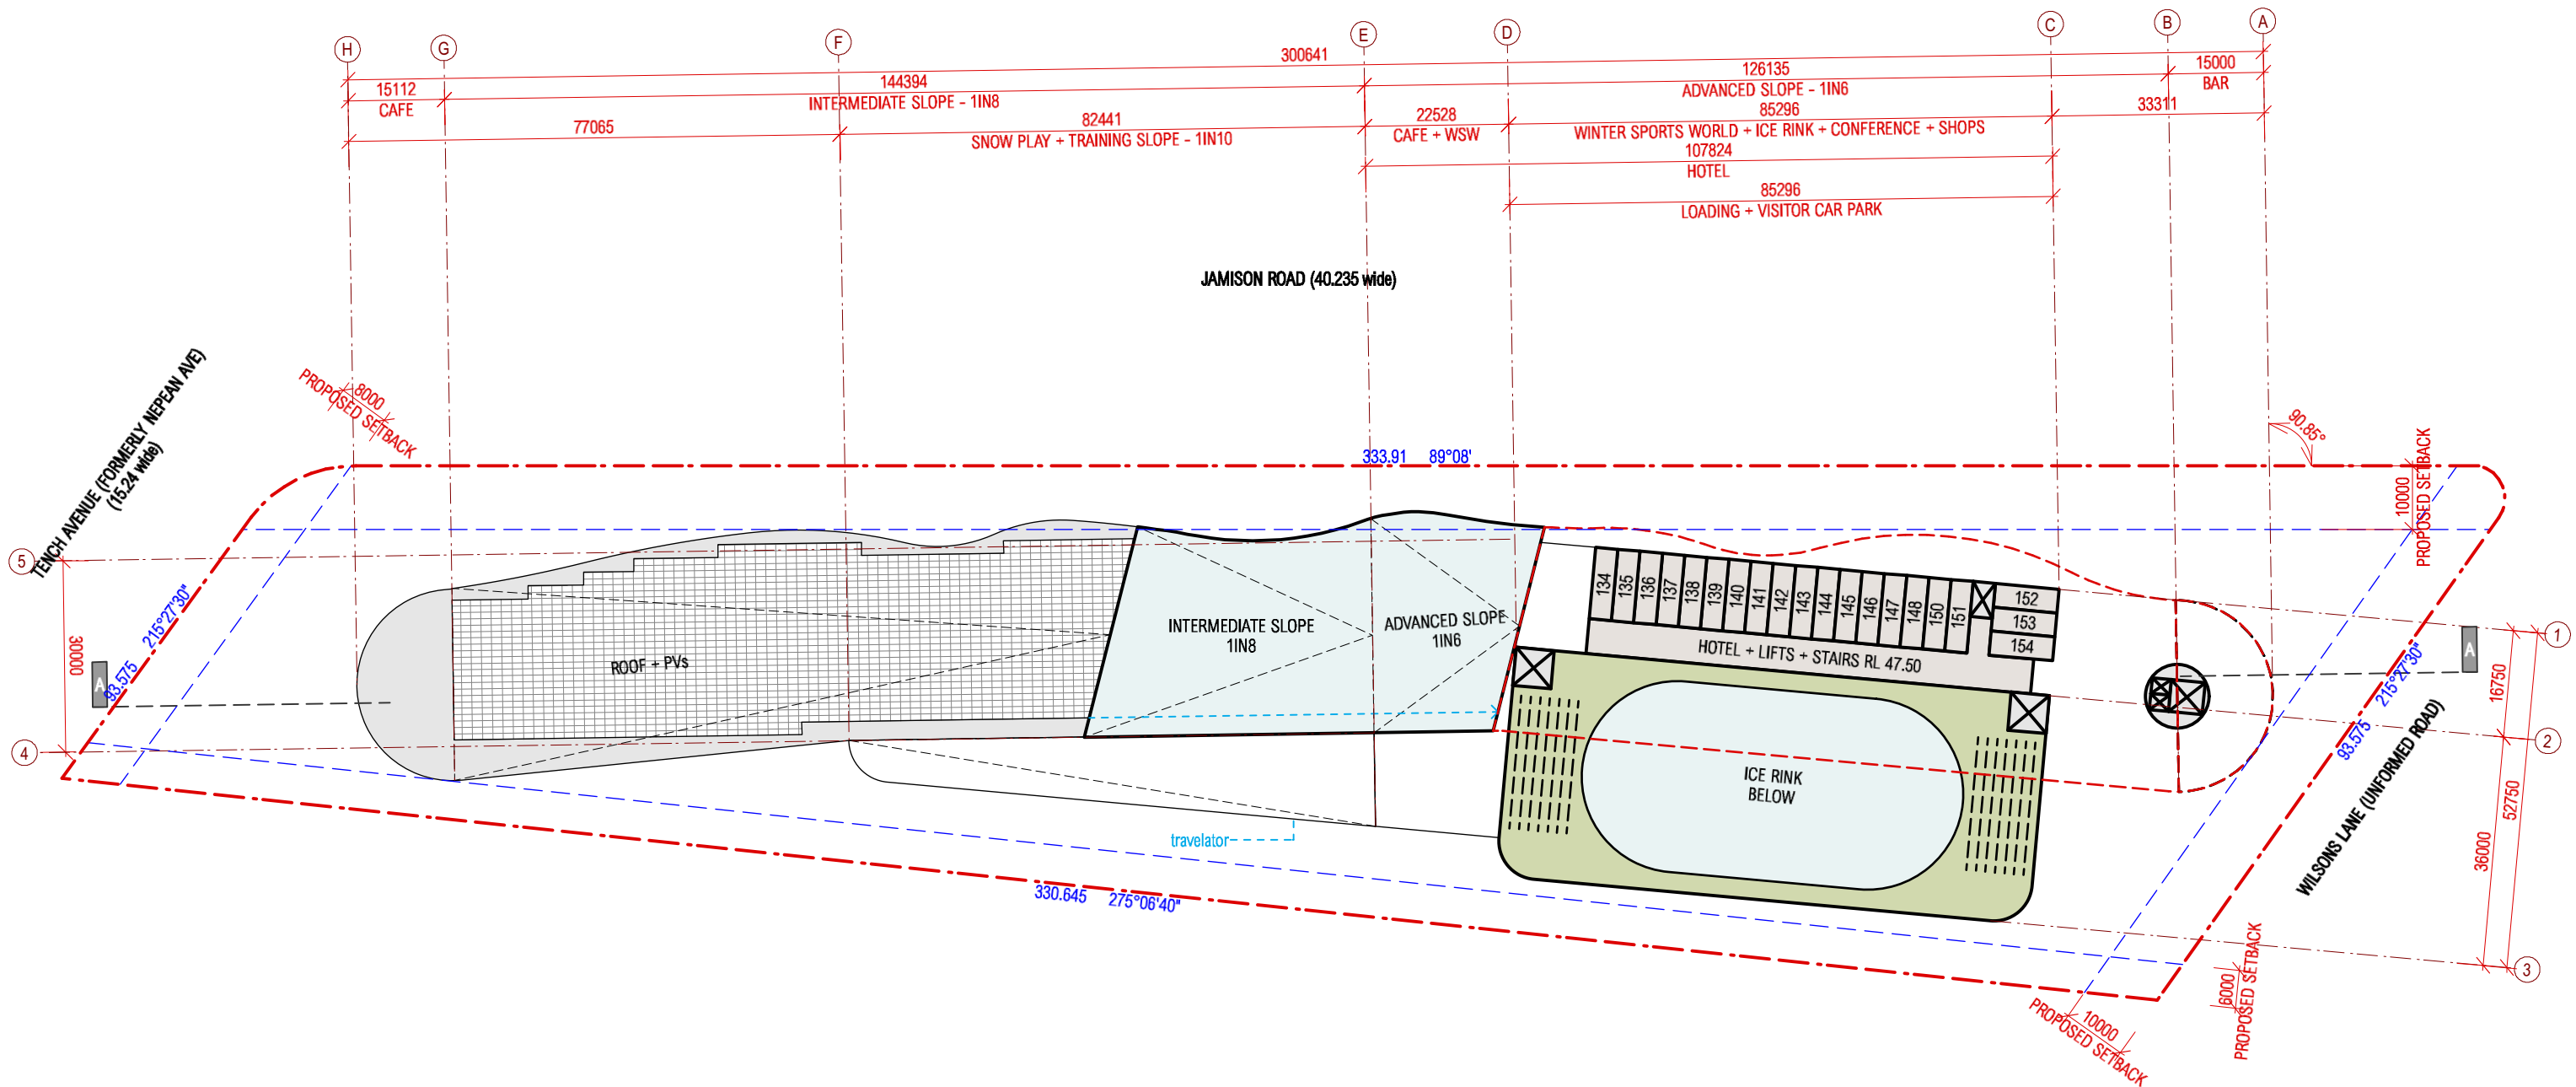 H
G
F
E
D
C
B
A
300641
15112
144394
126135
15000
CAFE
INTERMEDIATE SLOPE - 1IN8
ADVANCED SLOPE - 1IN6
BAR
77065
82441
22528
85296
33311
SNOW PLAY + TRAINING SLOPE - 1IN10
CAFE + WSW
WINTER SPORTS WORLD + ICE RINK + CONFERENCE + SHOPS
107824
HOTEL
85296
LOADING + VISITOR CAR PARK
JAMISON ROAD (40.235 wide)
TENCH AVENUE (FORMERLY NEPEAN AVE)
(15.24 wide)
8000
PROPOSED SETBACK
90.85°
333.91 89°08'
10000
PROPOSED SETBACK
5
30000
4
93.575 215°27'30"
A
ROOF + PVs
INTERMEDIATE SLOPE
1IN8
ADVANCED SLOPE
1IN6
134
135
136
137
138
139
140
141
142
143
144
145
146
147
148
150
151
152
153
154
HOTEL + LIFTS + STAIRS RL 47.50
ICE RINK
BELOW
travelator
330.645 275°06'40"
A
93.575 215°27'30"
WILSONS LANE (UNFORMED ROAD)
1
16750
2
52750
36000
3
6000
PROPOSED SETBACK
10000
PROPOSED SETBACK